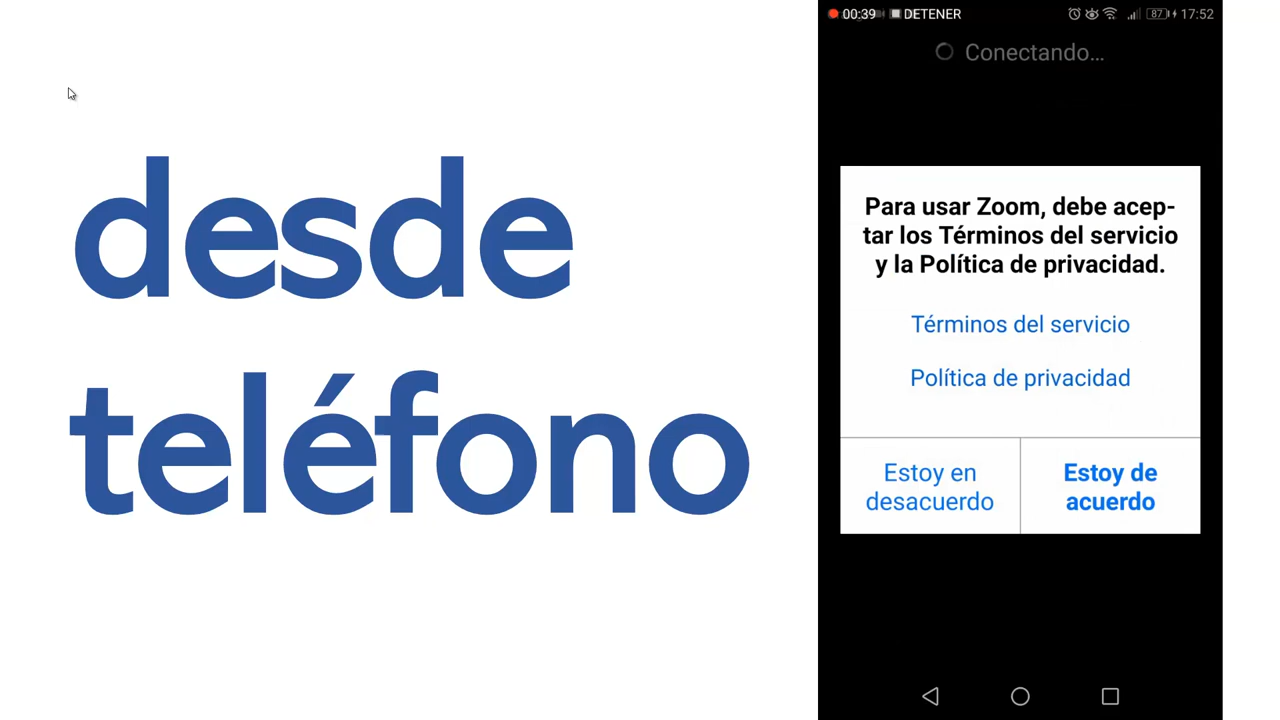 desde
teléfono
00:39 DETENER 87 17:52
Conectando...
Para usar Zoom, debe acep-
tar los Términos del servicio
y la Política de privacidad.
Términos del servicio
Política de privacidad
Estoy en
desacuerdo
Estoy de
acuerdo